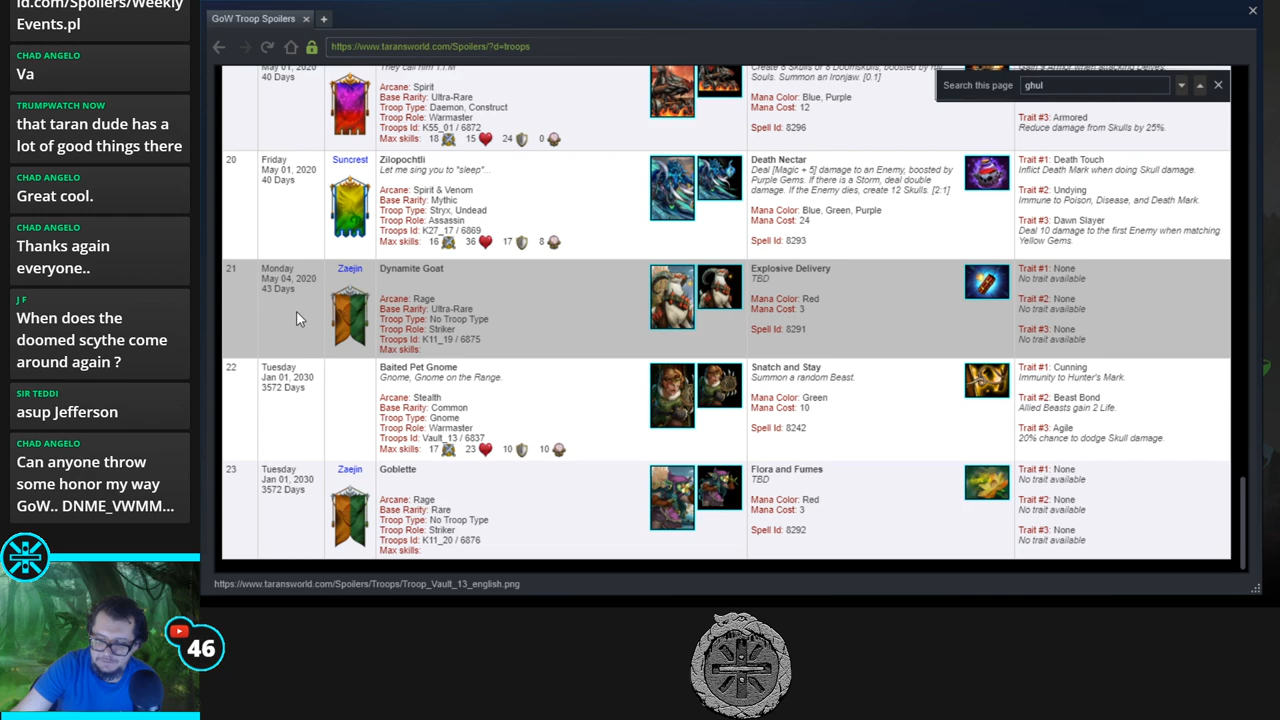 id.com/Spoilers/Weekly
Events.pl
CHAD ANGELO
Va
TRUMPWATCH NOW
that taran dude has a
lot of good things there
CHAD ANGELO
Great cool.
CHAD ANGELO
Thanks again
everyone..
J F
When does the
doomed scythe come
around again ?
SIR TEDDI
asup Jefferson
CHAD ANGELO
Can anyone throw
some honor my way
GoW.. DNME_VWMM...
46
GoW Troop Spoilers
https://www.taransworld.com/Spoilers/?d=troops
Search this page ghul
May 01, 2020
40 Days
They call him T.I.M
Arcane: Spirit
Base Rarity: Ultra-Rare
Troop Type: Daemon, Construct
Troop Role: Warmaster
Troops Id: K55_01 / 6872
Max skills: 18 15 24 0
Create 8 Skulls or 8 Doomskulls, boosted by
Souls. Summon an Ironjaw. [0.1]
Mana Color: Blue, Purple
Mana Cost: 12
Spell Id: 8296
Trait #3: Armored
Reduce damage from Skulls by 25%.
20
Friday
May 01, 2020
40 Days
Suncrest
Zilopochtli
Let me sing you to "sleep"...
Arcane: Spirit & Venom
Base Rarity: Mythic
Troop Type: Stryx, Undead
Troop Role: Assassin
Troops Id: K27_17 / 6869
Max skills: 16 36 17 8
Death Nectar
Deal [Magic + 5] damage to an Enemy, boosted by
Purple Gems. If there is a Storm, deal double
damage. If the Enemy dies, create 12 Skulls. [2:1]
Mana Color: Blue, Green, Purple
Mana Cost: 24
Spell Id: 8293
Trait #1: Death Touch
Inflict Death Mark when doing Skull damage.
Trait #2: Undying
Immune to Poison, Disease, and Death Mark.
Trait #3: Dawn Slayer
Deal 10 damage to the first Enemy when matching
Yellow Gems.
21
Monday
May 04, 2020
43 Days
Zaejin
Dynamite Goat
Arcane: Rage
Base Rarity: Ultra-Rare
Troop Type: No Troop Type
Troop Role: Striker
Troops Id: K11_19 / 6875
Max skills:
Explosive Delivery
TBD
Mana Color: Red
Mana Cost: 3
Spell Id: 8291
Trait #1: None
No trait available
Trait #2: None
No trait available
Trait #3: None
No trait available
22
Tuesday
Jan 01, 2030
3572 Days
Baited Pet Gnome
Gnome, Gnome on the Range.
Arcane: Stealth
Base Rarity: Common
Troop Type: Gnome
Troop Role: Warmaster
Troops Id: Vault_13 / 6837
Max skills: 17 23 10 10
Snatch and Stay
Summon a random Beast.
Mana Color: Green
Mana Cost: 10
Spell Id: 8242
Trait #1: Cunning
Immunity to Hunter's Mark.
Trait #2: Beast Bond
Allied Beasts gain 2 Life.
Trait #3: Agile
20% chance to dodge Skull damage.
23
Tuesday
Jan 01, 2030
3572 Days
Zaejin
Goblette
Arcane: Rage
Base Rarity: Rare
Troop Type: No Troop Type
Troop Role: Striker
Troops Id: K11_20 / 6876
Max skills:
Flora and Fumes
TBD
Mana Color: Red
Mana Cost: 3
Spell Id: 8292
Trait #1: None
No trait available
Trait #2: None
No trait available
Trait #3: None
No trait available
https://www.taransworld.com/Spoilers/Troops/Troop_Vault_13_english.png